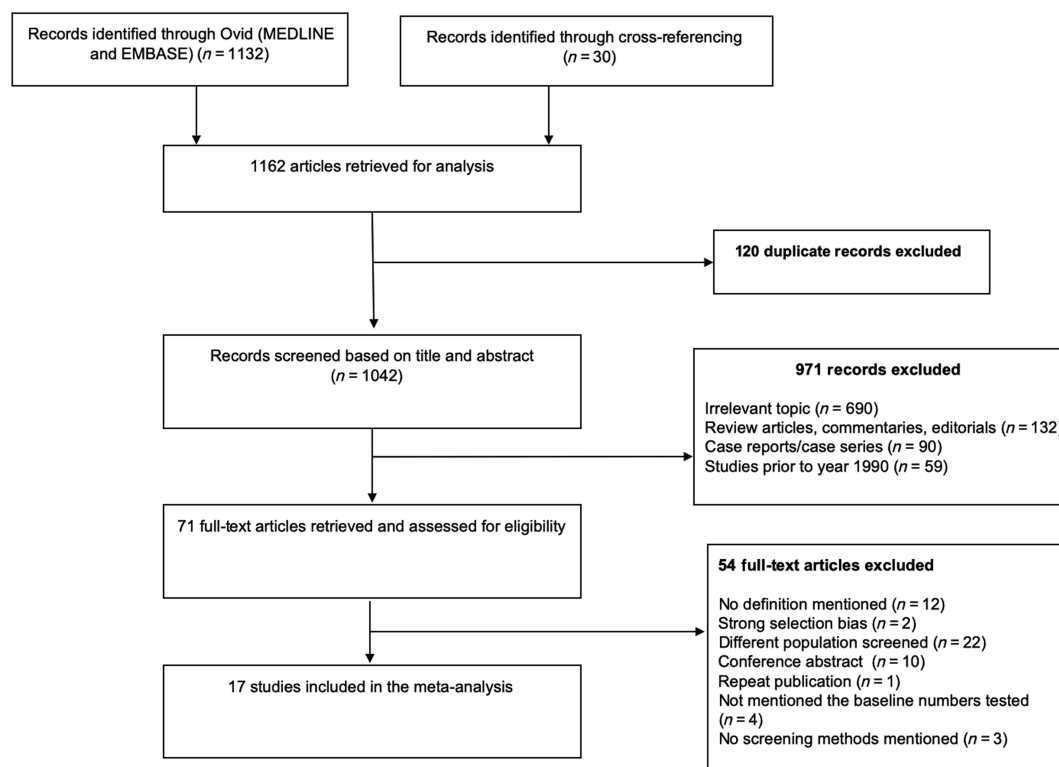 Records identified through Ovid (MEDLINE
and EMBASE) (n = 1132)
Records identified through cross-referencing
(n = 30)
1162 articles retrieved for analysis
120 duplicate records excluded
Records screened based on title and abstract
(n = 1042)
971 records excluded
Irrelevant topic (n = 690)
Review articles, commentaries, editorials (n = 132)
Case reports/case series (n = 90)
Studies prior to year 1990 (n = 59)
71 full-text articles retrieved and assessed for eligibility
54 full-text articles excluded
No definition mentioned (n = 12)
Strong selection bias (n = 2)
Different population screened (n = 22)
Conference abstract (n = 10)
Repeat publication (n = 1)
Not mentioned the baseline numbers tested
(n = 4)
No screening methods mentioned (n = 3)
17 studies included in the meta-analysis